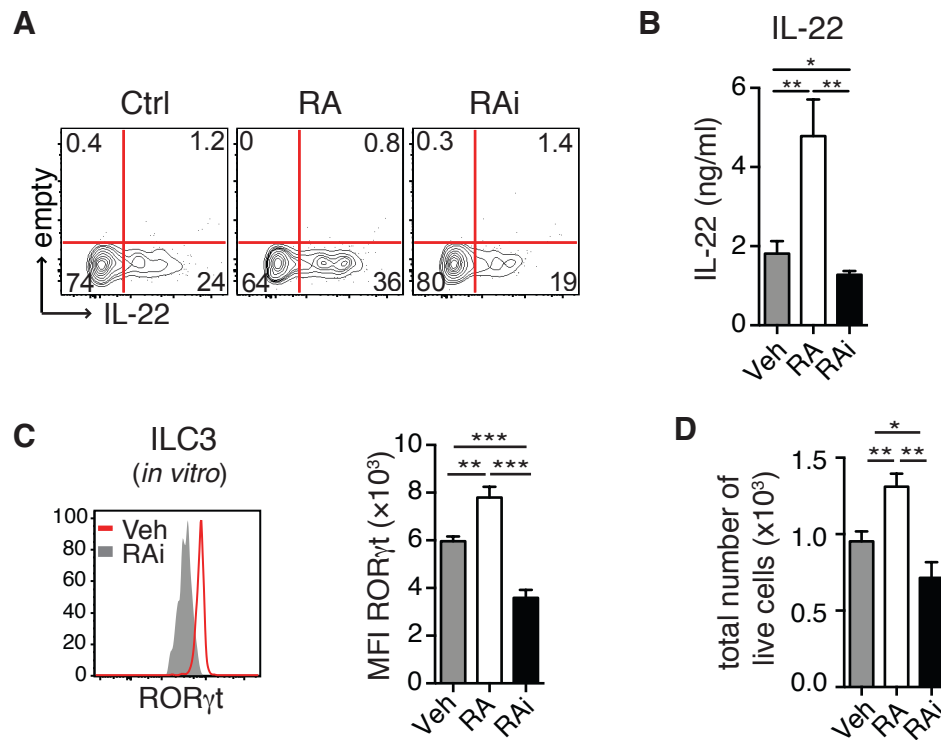 A
Ctrl
RA
RAi
0.4 1.2
0 0.8
0.3 1.4
74 24
64 36
80 19
empty
IL-22
B
IL-22
*
** **
IL-22 (ng/ml)
6
4
2
0
Veh
RA
RAi
C
ILC3
(in vitro)
100
80
60
40
20
0
Veh
RAi
RORγt
MFI RORγt (×10³)
10
8
6
4
2
0
***
** ***
Veh
RA
RAi
D
total number of
live cells (x10³)
1.5
1.0
0.5
0.0
*
** **
Veh
RA
RAi